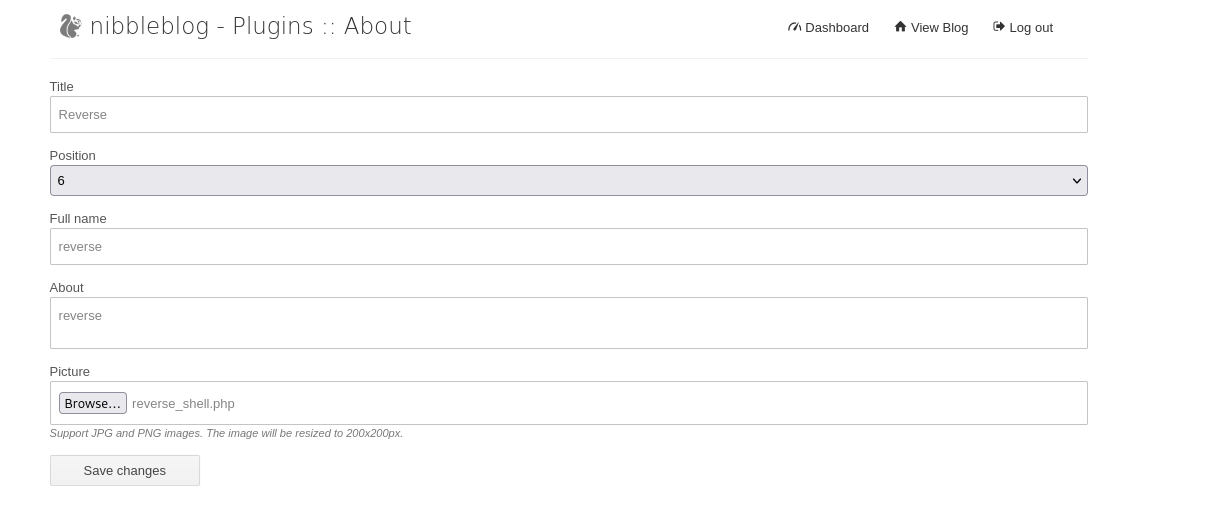 nibbleblog - Plugins :: About
Dashboard View Blog Log out
Title
Reverse
Position
6
Full name
reverse
About
reverse
Picture
Browse... reverse_shell.php
Support JPG and PNG images. The image will be resized to 200x200px.
Save changes